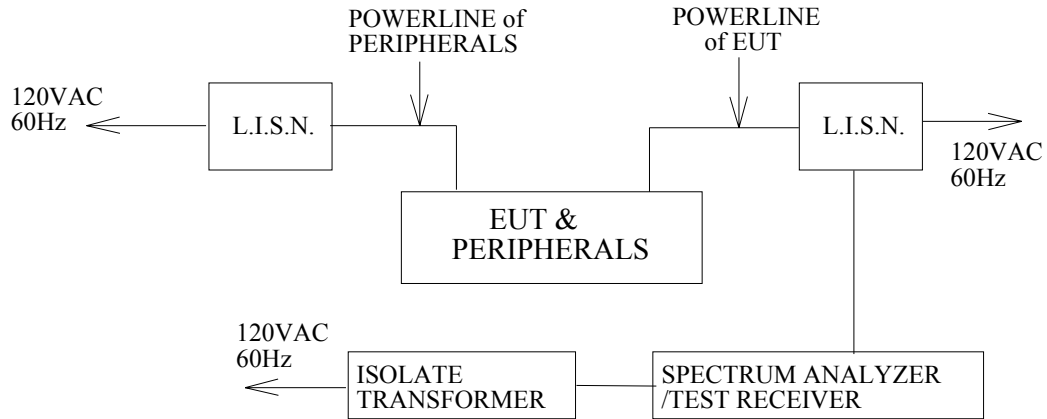 POWERLINE of
PERIPHERALS
POWERLINE
of EUT
120VAC
60Hz
L.I.S.N.
L.I.S.N.
120VAC
60Hz
EUT &
PERIPHERALS
120VAC
60Hz
ISOLATE
TRANSFORMER
SPECTRUM ANALYZER
/TEST RECEIVER